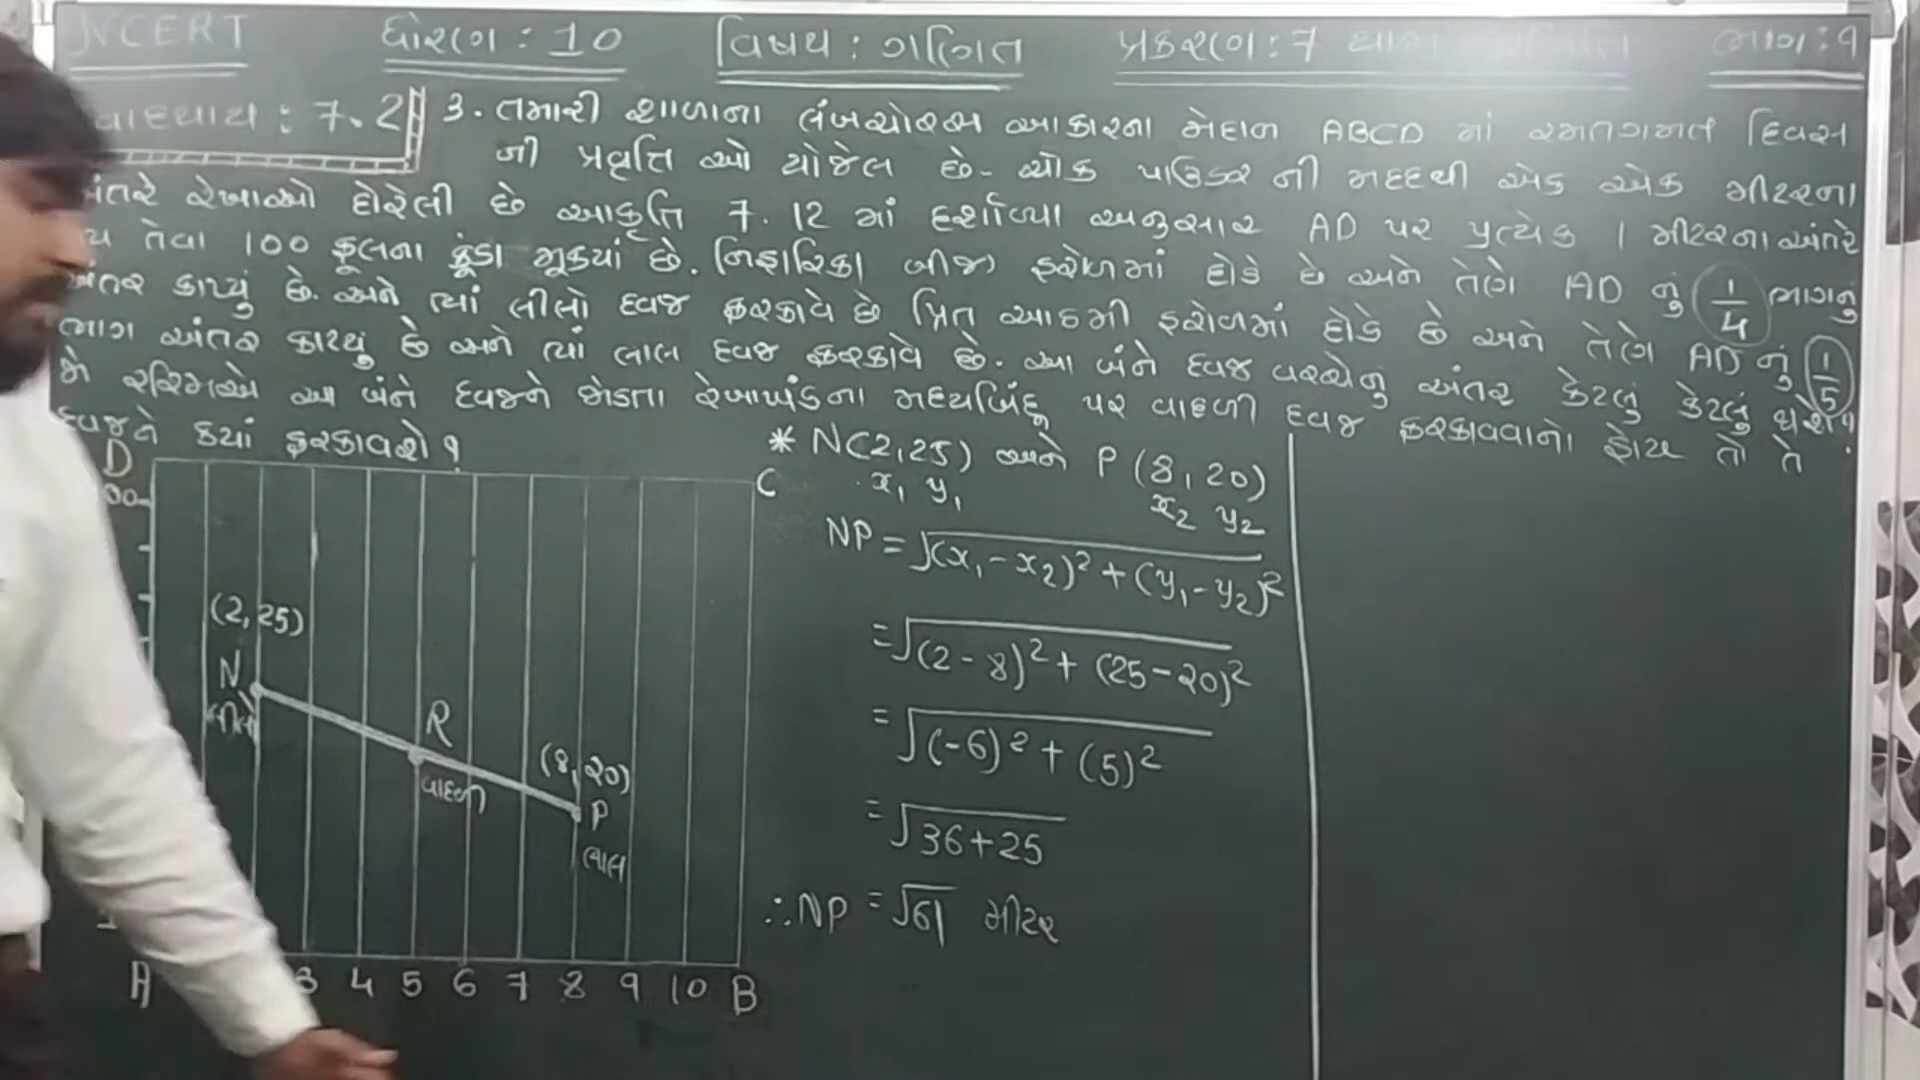 NCERT ધોરણ : 10 વિષય : ગણિત પ્રકરણ : 7 ભાગ : 9
સ્વાધ્યાય : 7.2
3. તમારી શાળાના લંબચોરસ આકારના મેદાન ABCD માં રમતગમત દિવસ
ની પ્રવૃત્તિ ઓ યોજેલ છે. ચોક પાઉડર ની મદદથી એક એક મીટરના
અંતરે રેખાઓ દોરેલી છે આકૃતિ 7.12 માં દર્શાવ્યા અનુસાર AD પર પ્રત્યેક 1 મીટરના અંતરે
તેવા 100 ફૂલના કૂંડા મૂક્યાં છે. નિહારિકા બીજી હરોળમાં દોડે છે અને તેણે AD નું 1/4 ભાગનું
અંતર કાપ્યું છે. અને ત્યાં લીલો ધ્વજ ફરકાવે છે પ્રિત આઠમી હરોળમાં દોડે છે અને તેણે AD નું 1/5
ભાગ અંતર કાપ્યું છે અને ત્યાં લાલ ધ્વજ ફરકાવે છે. આ બંને ધ્વજ વચ્ચેનું અંતર કેટલું કેટલું થશે ?
જો રશ્મિએ આ બંને ધ્વજને જોડતા રેખાખંડના મધ્યબિંદુ પર વાદળી ધ્વજ ફરકાવવાનો હોય તો તે
ધ્વજને ક્યાં ફરકાવશે ?
D
C
(2,25)
N
લીલો
R
વાદળી
(8,20)
P
લાલ
A 3 4 5 6 7 8 9 10 B
* N(2,25) અને P(8,20)
x₁ y₁ x₂ y₂
NP = √(x₁-x₂)²+(y₁-y₂)²
= √(2-8)²+(25-20)²
= √(-6)²+(5)²
= √36+25
∴ NP = √61 મીટર